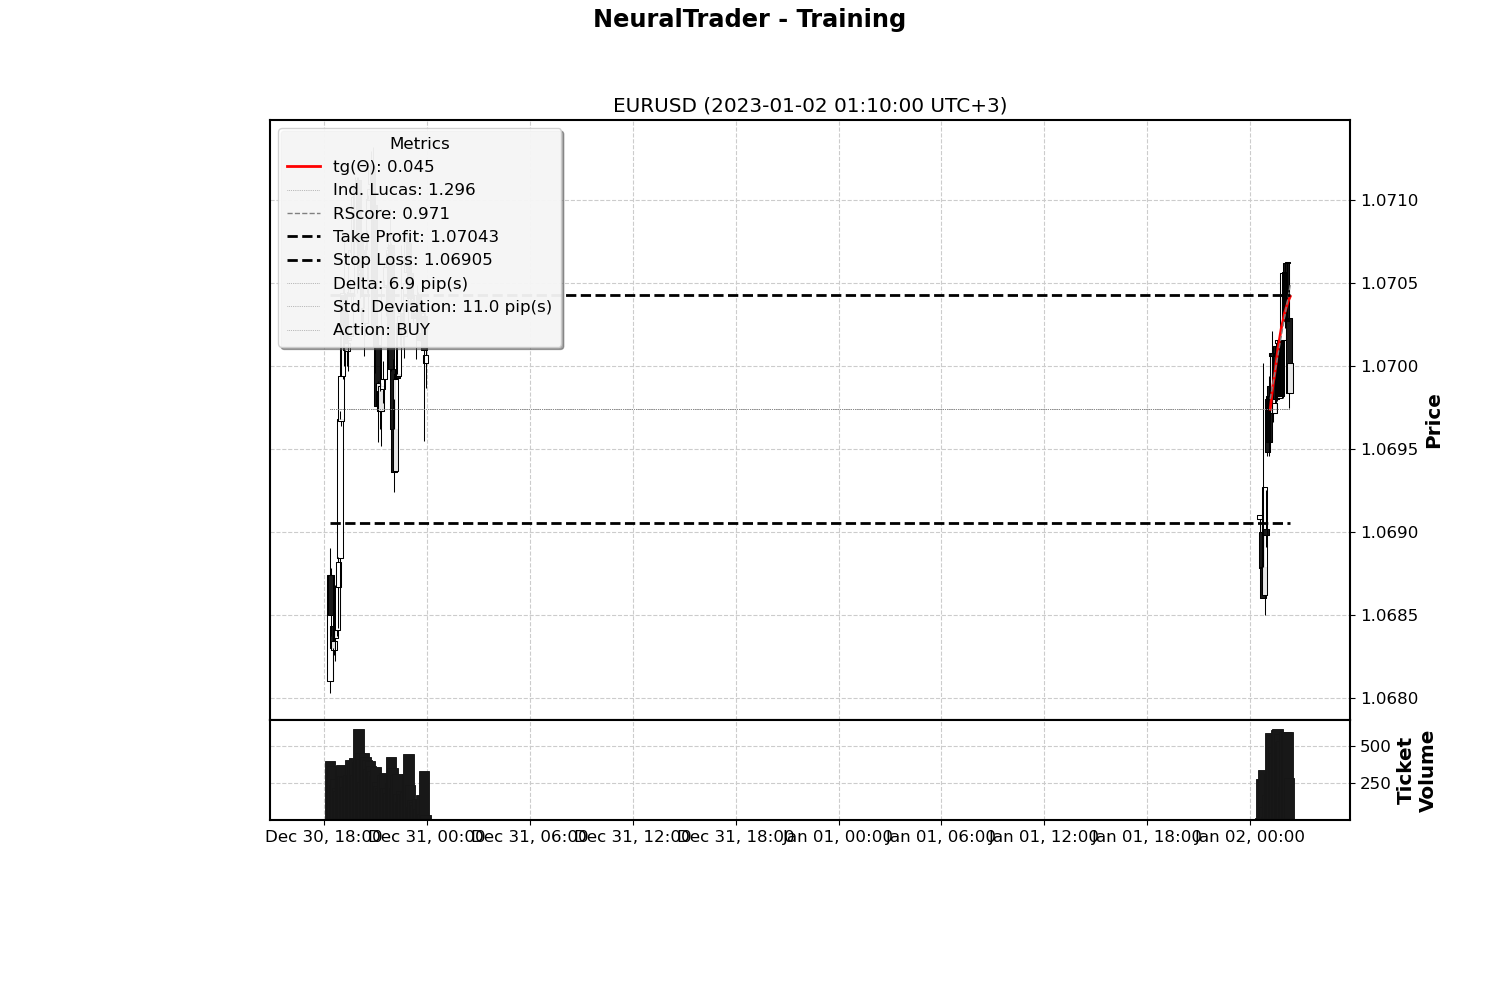 NeuralTrader - Training
EURUSD (2023-01-02 01:10:00 UTC+3)
Metrics
tg(Θ): 0.045
Ind. Lucas: 1.296
RScore: 0.971
Take Profit: 1.07043
Stop Loss: 1.06905
Delta: 6.9 pip(s)
Std. Deviation: 11.0 pip(s)
Action: BUY
1.0710
1.0705
1.0700
1.0695
1.0690
1.0685
1.0680
Price
500
250
Ticket
Volume
Dec 30, 18:00 Dec 31, 00:00 Dec 31, 06:00 Dec 31, 12:00 Dec 31, 18:00 Jan 01, 00:00 Jan 01, 06:00 Jan 01, 12:00 Jan 01, 18:00 Jan 02, 00:00